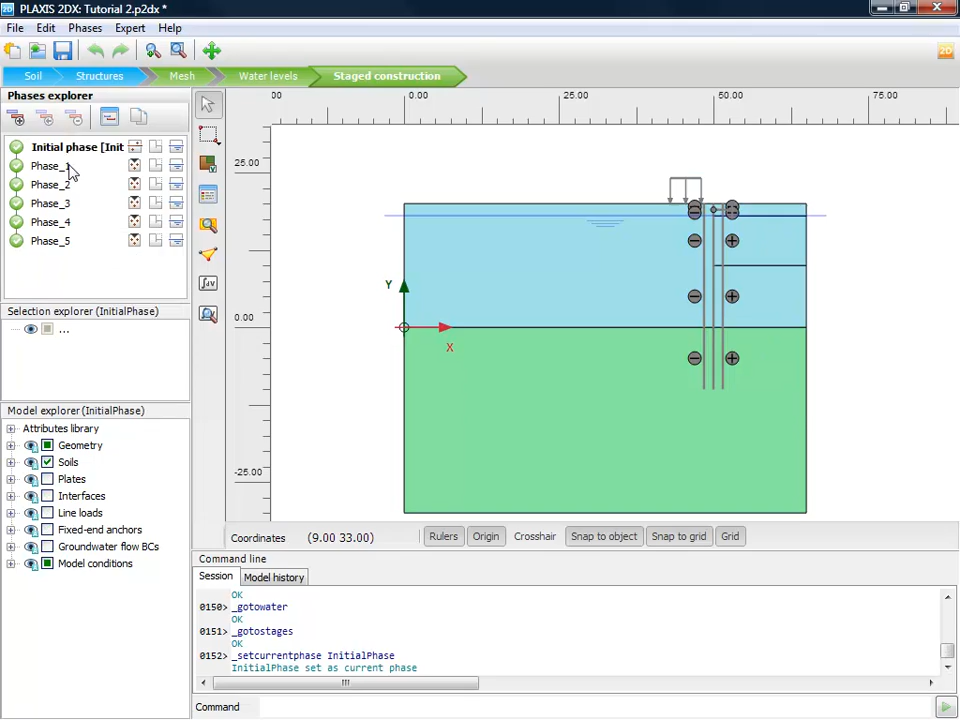 PLAXIS 2DX: Tutorial 2.p2dx *
File Edit Phases Expert Help
Soil Structures Mesh Water levels Staged construction
Phases explorer
Initial phase [Init
Phase_1
Phase_2
Phase_3
Phase_4
Phase_5
Selection explorer (InitialPhase)
...
Model explorer (InitialPhase)
Attributes library
Geometry
Soils
Plates
Interfaces
Line loads
Fixed-end anchors
Groundwater flow BCs
Model conditions
00 0.00 25.00 50.00 75.00
25.00
0.00
-25.00
Y
X
Coordinates (9.00 33.00) Rulers Origin Crosshair Snap to object Snap to grid Grid
Command line
Session Model history
OK
0150> _gotowater
OK
0151> _gotostages
OK
0152> _setcurrentphase InitialPhase
InitialPhase set as current phase
Command